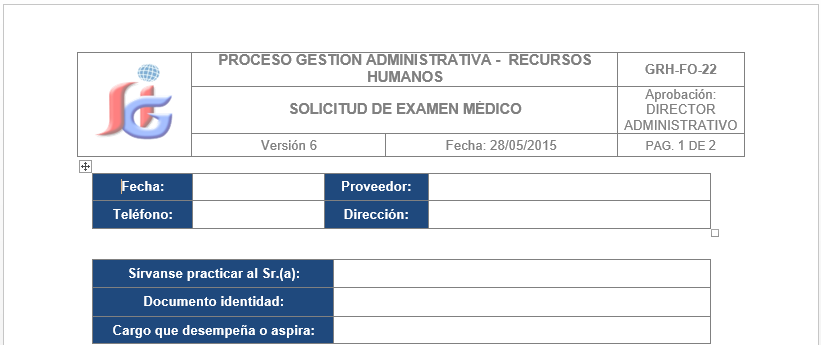 PROCESO GESTION ADMINISTRATIVA - RECURSOS
HUMANOS
GRH-FO-22
SOLICITUD DE EXAMEN MÉDICO
Aprobación:
DIRECTOR
ADMINISTRATIVO
Versión 6
Fecha: 28/05/2015
PAG. 1 DE 2
Fecha:
Proveedor:
Teléfono:
Dirección:
Sírvanse practicar al Sr.(a):
Documento identidad:
Cargo que desempeña o aspira: